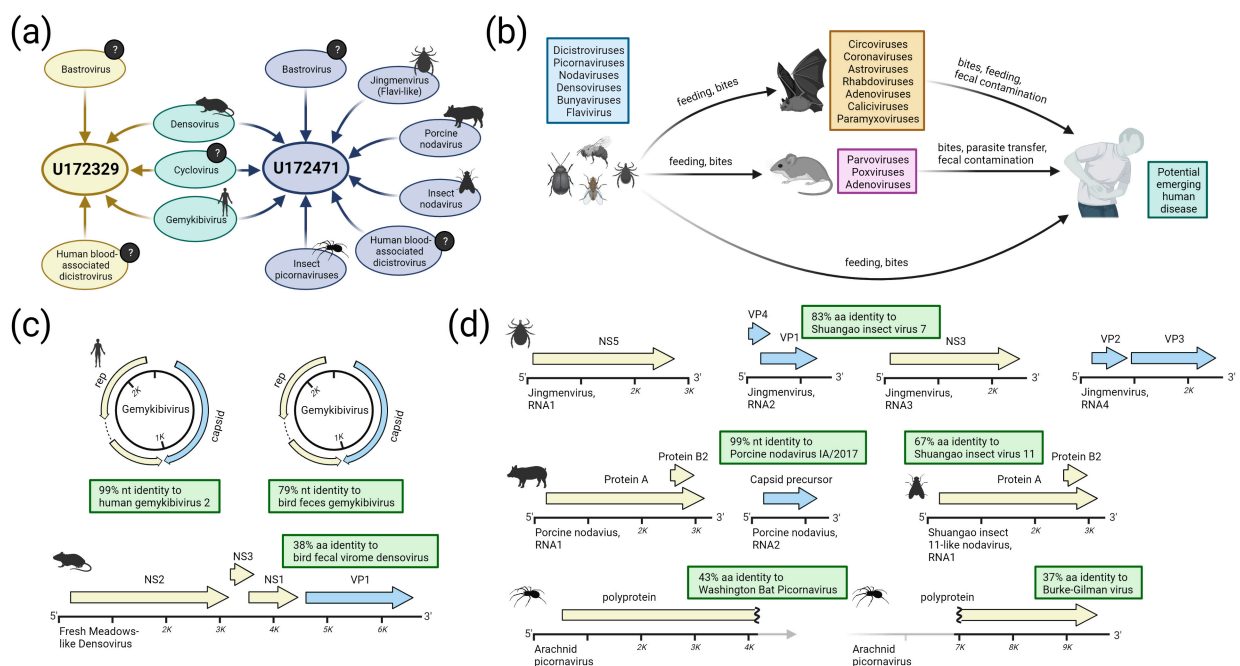 (a)
Bastrovirus
?
Densovirus
U172329
Cyclovirus
?
Gemykibivirus
Human blood-
associated
dicistrovirus
?
Bastrovirus
?
Jingmenvirus
(Flavi-like)
Porcine
nodavirus
U172471
Insect
nodavirus
Human blood-
associated
dicistrovirus
?
Insect
picornaviruses
(b)
Dicistroviruses
Picornaviruses
Nodaviruses
Densoviruses
Bunyaviruses
Flavivirus
feeding, bites
Circoviruses
Coronaviruses
Astroviruses
Rhabdoviruses
Adenoviruses
Caliciviruses
Paramyxoviruses
bites, feeding,
fecal contamination
feeding, bites
Parvoviruses
Poxviruses
Adenoviruses
bites, parasite transfer,
fecal contamination
Potential
emerging
human
disease
feeding, bites
(c)
rep
2K
Gemykibivirus
1K
capsid
99% nt identity to
human gemykibivirus 2
rep
2K
Gemykibivirus
1K
capsid
79% nt identity to
bird feces gemykibivirus
38% aa identity to
bird fecal virome densovirus
NS2
NS3
NS1
VP1
5'
2K
3K
4K
5K
6K
3'
Fresh Meadows-
like Densovirus
(d)
NS5
5'
2K
3K
3'
Jingmenvirus,
RNA1
VP4
VP1
83% aa identity to
Shuangao insect virus 7
5'
2K
3'
Jingmenvirus,
RNA2
NS3
5'
2K
3'
Jingmenvirus,
RNA3
VP2
VP3
5'
2K
3'
Jingmenvirus,
RNA4
Protein A
Protein B2
5'
2K
3K
3'
Porcine nodavirus,
RNA1
99% nt identity to
Porcine nodavirus IA/2017
Capsid precursor
5'
3'
Porcine nodavius,
RNA2
67% aa identity to
Shuangao insect virus 11
Protein A
Protein B2
5'
2K
3K
3'
Shuangao insect
11-like nodavirus,
RNA1
43% aa identity to
Washington Bat Picornavirus
polyprotein
5'
2K
3K
4K
Arachnid
picornavirus
37% aa identity to
Burke-Gilman virus
polyprotein
7K
8K
9K
3'
Arachnid
picornavirus